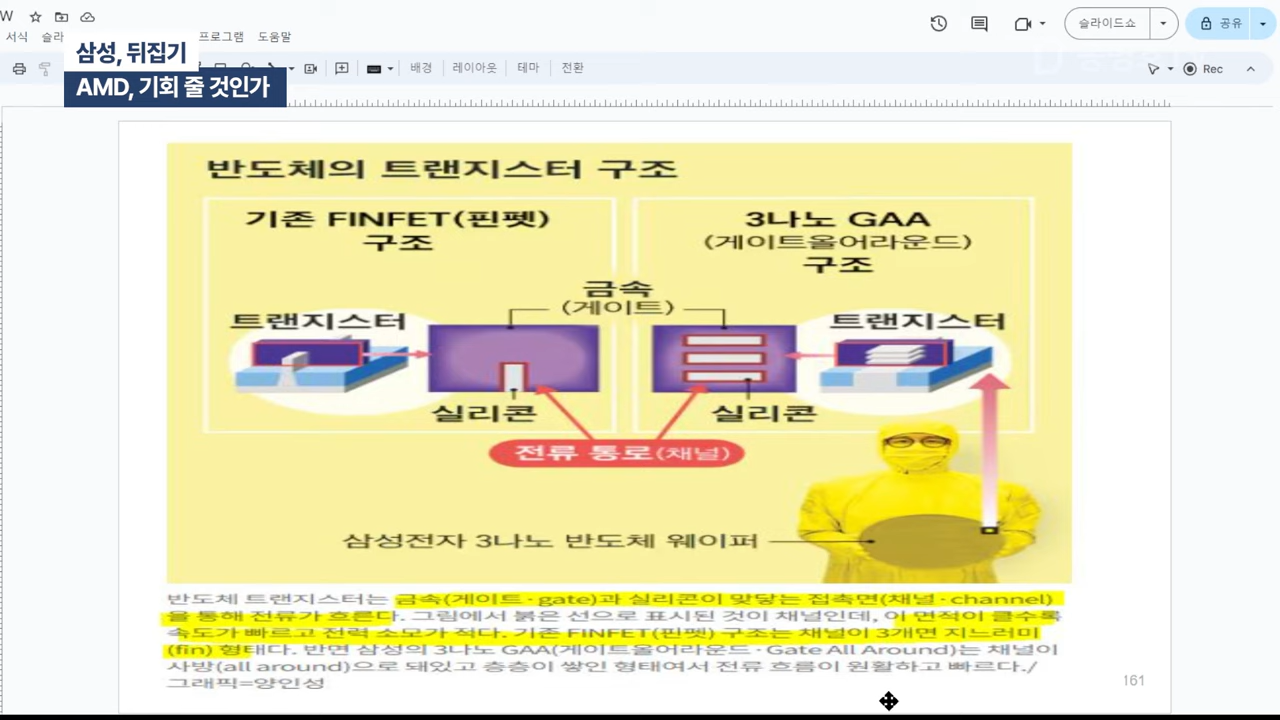 W
서식 슬라
프로그램 도움말
삼성, 뒤집기
AMD, 기회 줄 것인가
슬라이드쇼
공유
배경 레이아웃 테마 전환
Rec
반도체의 트랜지스터 구조
기존 FINFET(핀펫)
구조
3나노 GAA
(게이트올어라운드)
구조
금속
(게이트)
트랜지스터
트랜지스터
실리콘
실리콘
전류 통로(채널)
삼성전자 3나노 반도체 웨이퍼
반도체 트랜지스터는 금속(게이트·gate)과 실리콘이 맞닿는 접촉면(채널·channel)
을 통해 전류가 흐른다. 그림에서 붉은 선으로 표시된 것이 채널인데, 이 면적이 클수록
속도가 빠르고 전력 소모가 적다. 기존 FINFET(핀펫) 구조는 채널이 3개면 지느러미
(fin) 형태다. 반면 삼성의 3나노 GAA(게이트올어라운드·Gate All Around)는 채널이
사방(all around)으로 돼있고 층층이 쌓인 형태여서 전류 흐름이 원활하고 빠르다./
그래픽=양인성
161